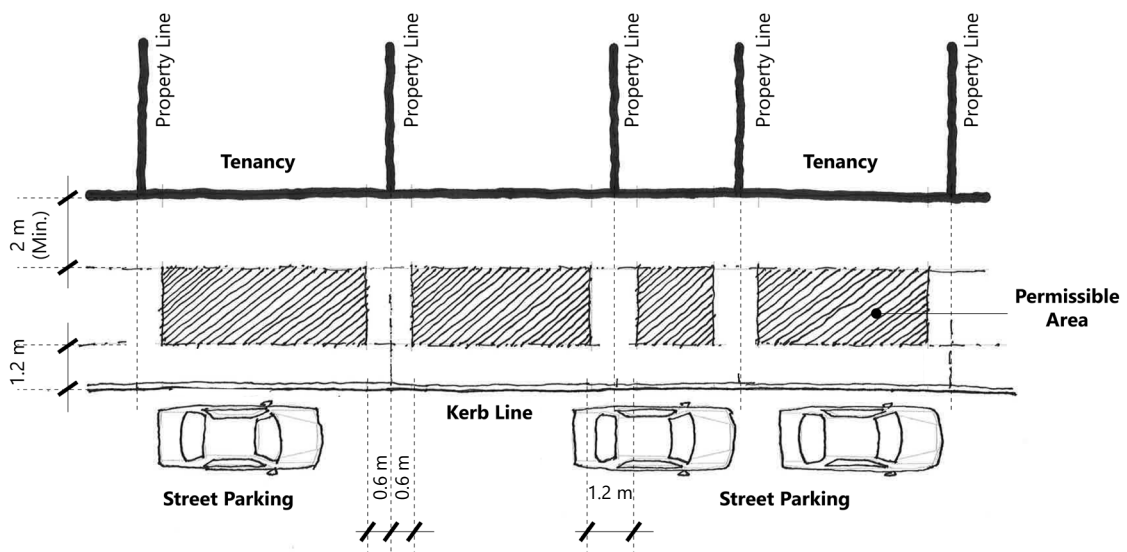 Property Line
Property Line
Property Line
Property Line
Property Line
Tenancy
Tenancy
2 m
(Min.)
Permissible
Area
1.2 m
Kerb Line
0.6 m
0.6 m
1.2 m
Street Parking
Street Parking